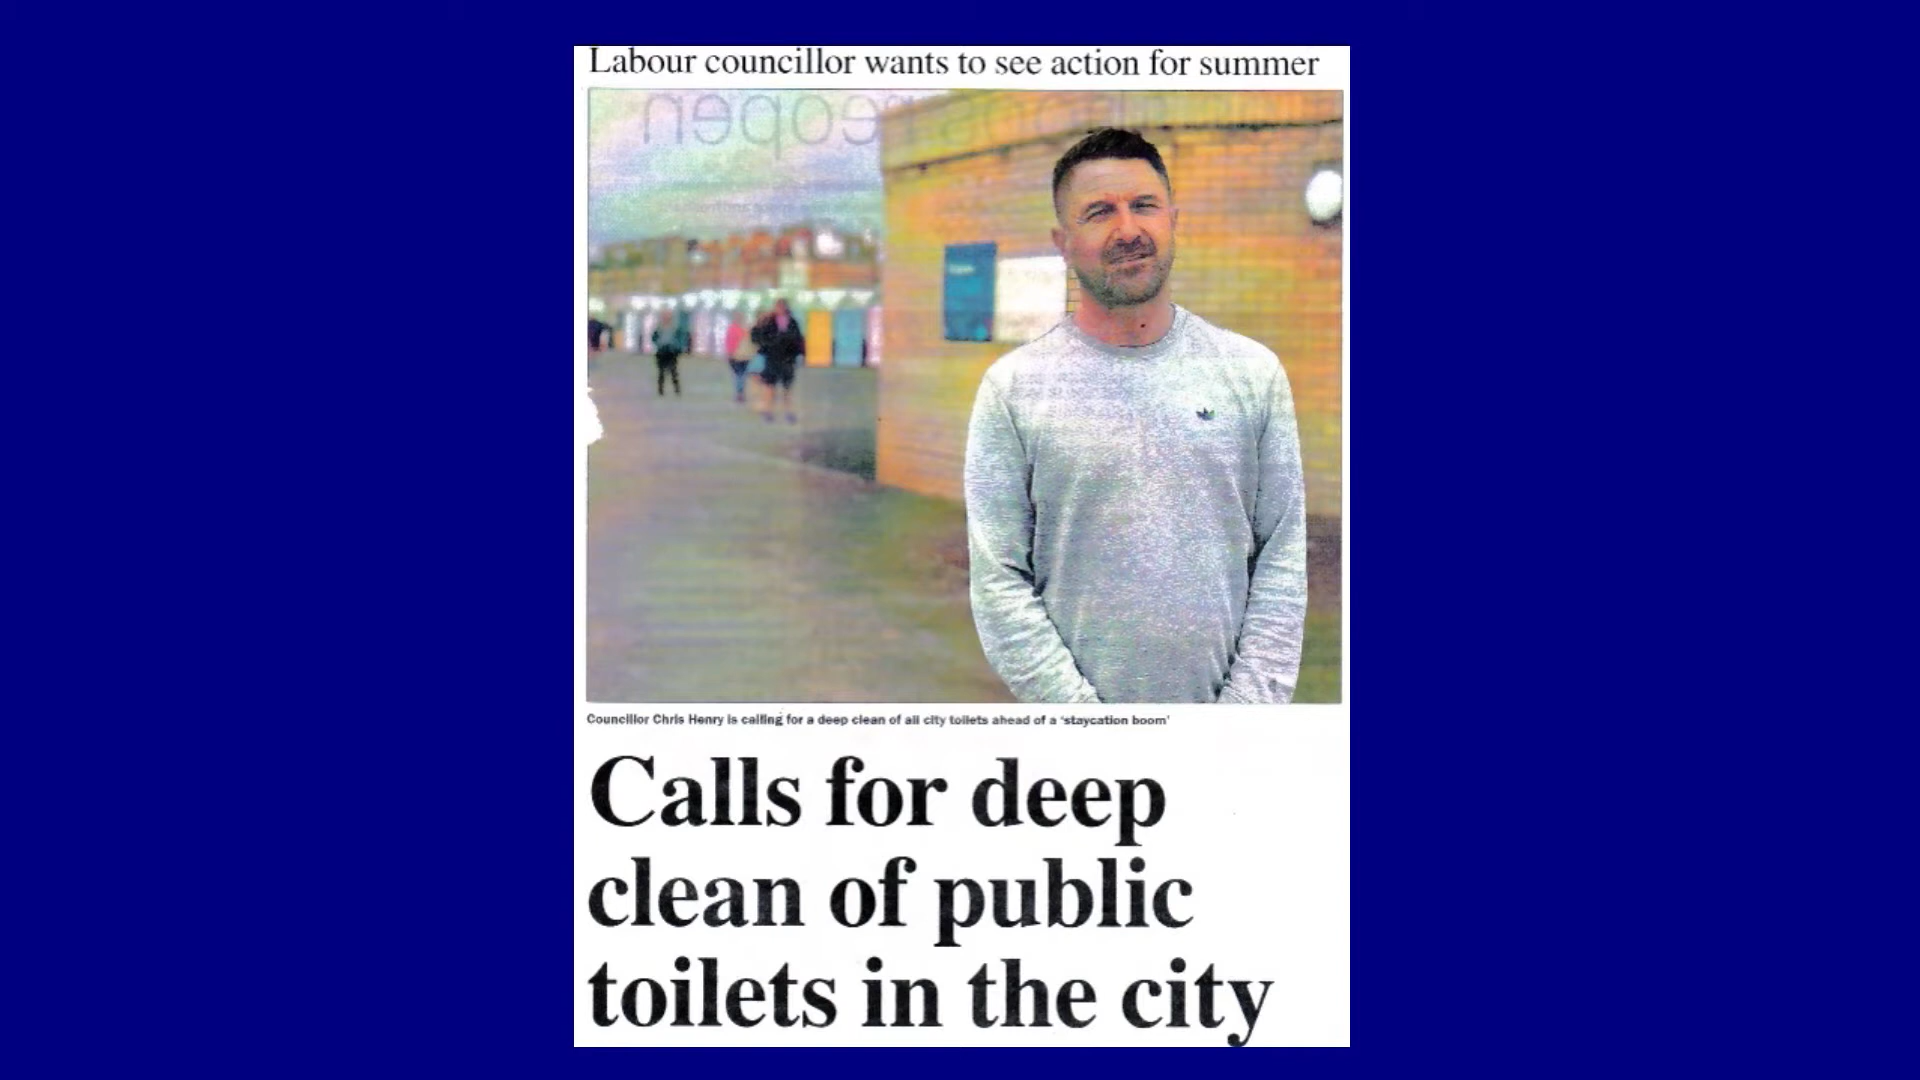 Labour councillor wants to see action for summer
reopen
Councillor Chris Henry is calling for a deep clean of all city toilets ahead of a 'staycation boom'
Calls for deep
clean of public
toilets in the city